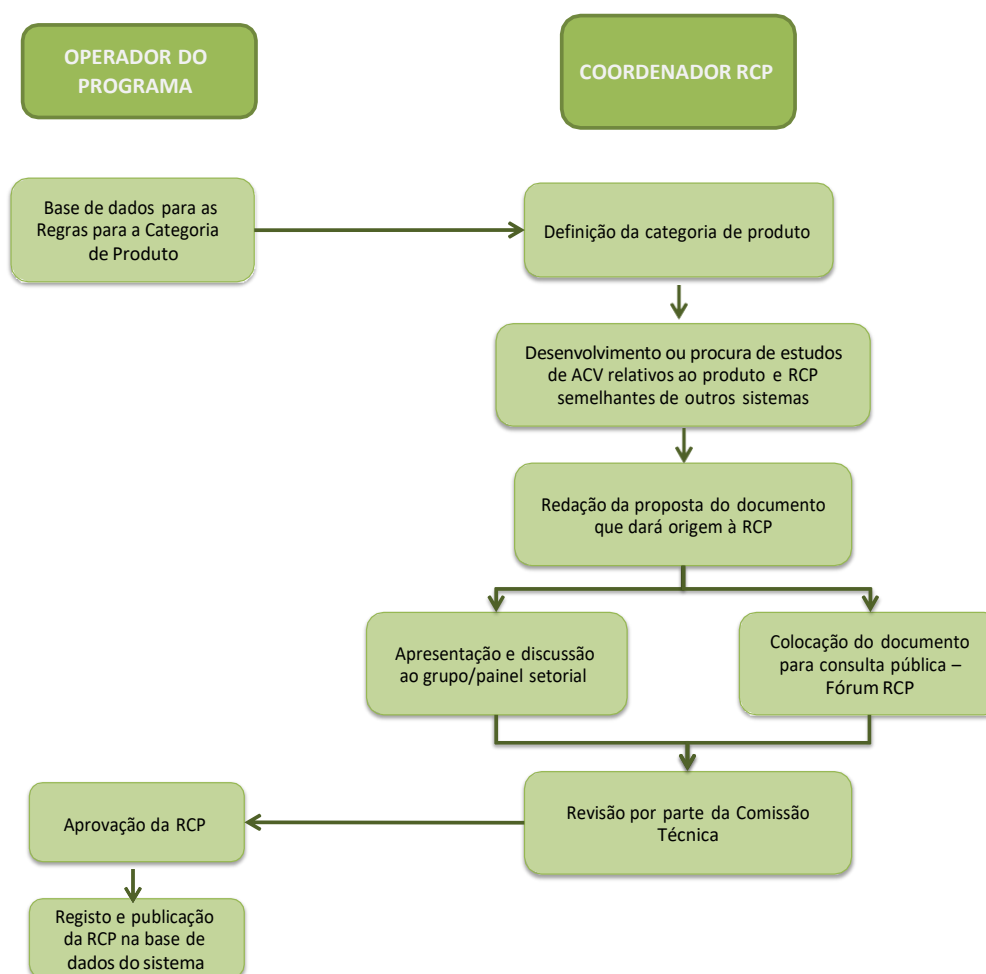 OPERADOR DO
PROGRAMA
COORDENADOR RCP
Base de dados para as
Regras para a Categoria
de Produto
Definição da categoria de produto
Desenvolvimento ou procura de estudos
de ACV relativos ao produto e RCP
semelhantes de outros sistemas
Redação da proposta do documento
que dará origem à RCP
Apresentação e discussão
ao grupo/painel setorial
Colocação do documento
para consulta pública –
Fórum RCP
Revisão por parte da Comissão
Técnica
Aprovação da RCP
Registo e publicação
da RCP na base de
dados do sistema